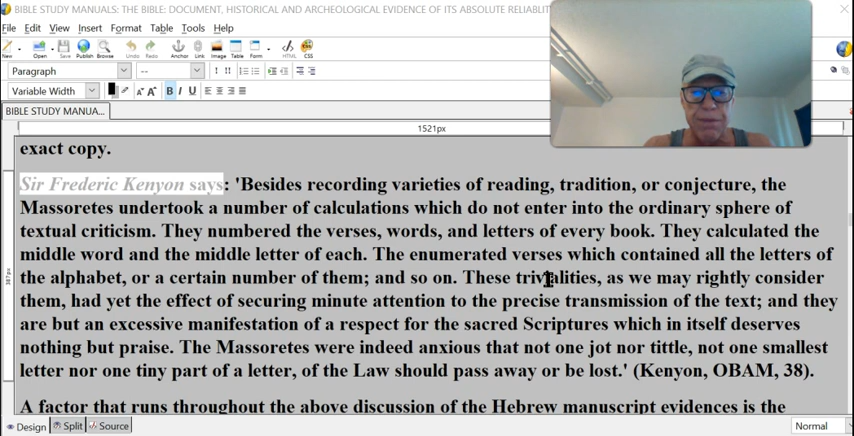 BIBLE STUDY MANUALS: THE BIBLE: DOCUMENT, HISTORICAL AND ARCHEOLOGICAL EVIDENCE OF ITS ABSOLUTE RELIABLIT
File Edit View Insert Format Table Tools Help
New Open Save Publish Browse Undo Redo Anchor Link Image Table Form HTML CSS
Paragraph --
Variable Width B I U
BIBLE STUDY MANUA...
1521px
exact copy.
Sir Frederic Kenyon says: 'Besides recording varieties of reading, tradition, or conjecture, the
Massoretes undertook a number of calculations which do not enter into the ordinary sphere of
textual criticism. They numbered the verses, words, and letters of every book. They calculated the
middle word and the middle letter of each. The enumerated verses which contained all the letters of
the alphabet, or a certain number of them; and so on. These trivialities, as we may rightly consider
them, had yet the effect of securing minute attention to the precise transmission of the text; and they
are but an excessive manifestation of a respect for the sacred Scriptures which in itself deserves
nothing but praise. The Massoretes were indeed anxious that not one jot nor tittle, not one smallest
letter nor one tiny part of a letter, of the Law should pass away or be lost.' (Kenyon, OBAM, 38).
A factor that runs throughout the above discussion of the Hebrew manuscript evidences is the
Design Split Source Normal